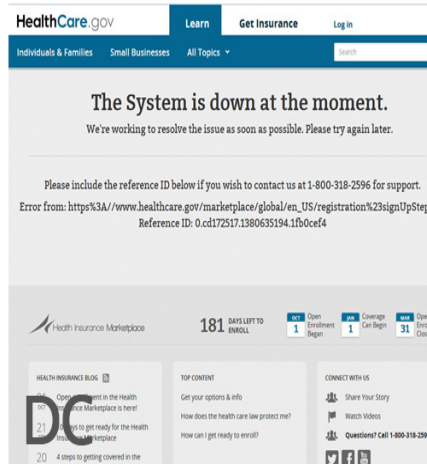 HealthCare.gov
Learn
Get Insurance
Log in
Individuals & Families
Small Businesses
All Topics
Search
The System is down at the moment.
We're working to resolve the issue as soon as possible. Please try again later.
Please include the reference ID below if you wish to contact us at 1-800-318-2596 for support.
Error from: https%3A//www.healthcare.gov/marketplace/global/en_US/registration%23signUpStep
Reference ID: 0.cd172517.1380635194.1fb0cef4
Health Insurance Marketplace
181 DAYS LEFT TO
ENROLL
OCT
1
Open
Enrollment
Began
JAN
1
Coverage
Can Begin
MAR
31
HEALTH INSURANCE BLOG
Open enrollment in the Health
Insurance Marketplace is here!
21
days to get ready for the Health
Insurance Marketplace
20
4 steps to getting covered in the
DC
TOP CONTENT
Get your options & info
How does the health care law protect me?
How can I get ready to enroll?
CONNECT WITH US
Share Your Story
Watch Videos
Questions? Call 1-800-318-259